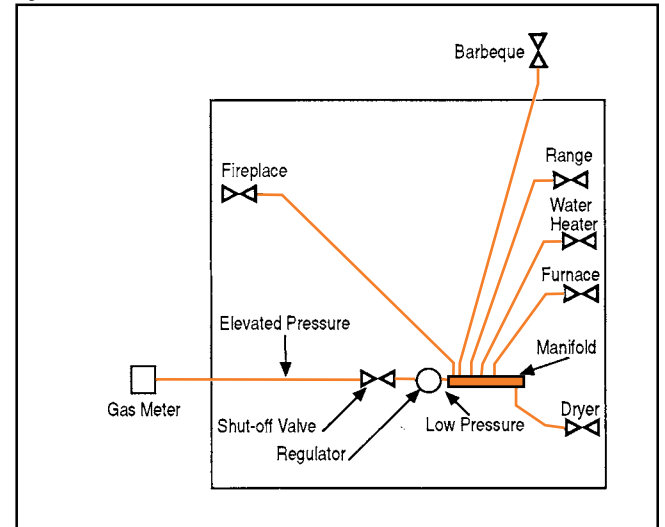 Barbeque
Fireplace
Range
Water
Heater
Furnace
Elevated Pressure
Manifold
Gas Meter
Shut-off Valve
Low Pressure
Dryer
Regulator